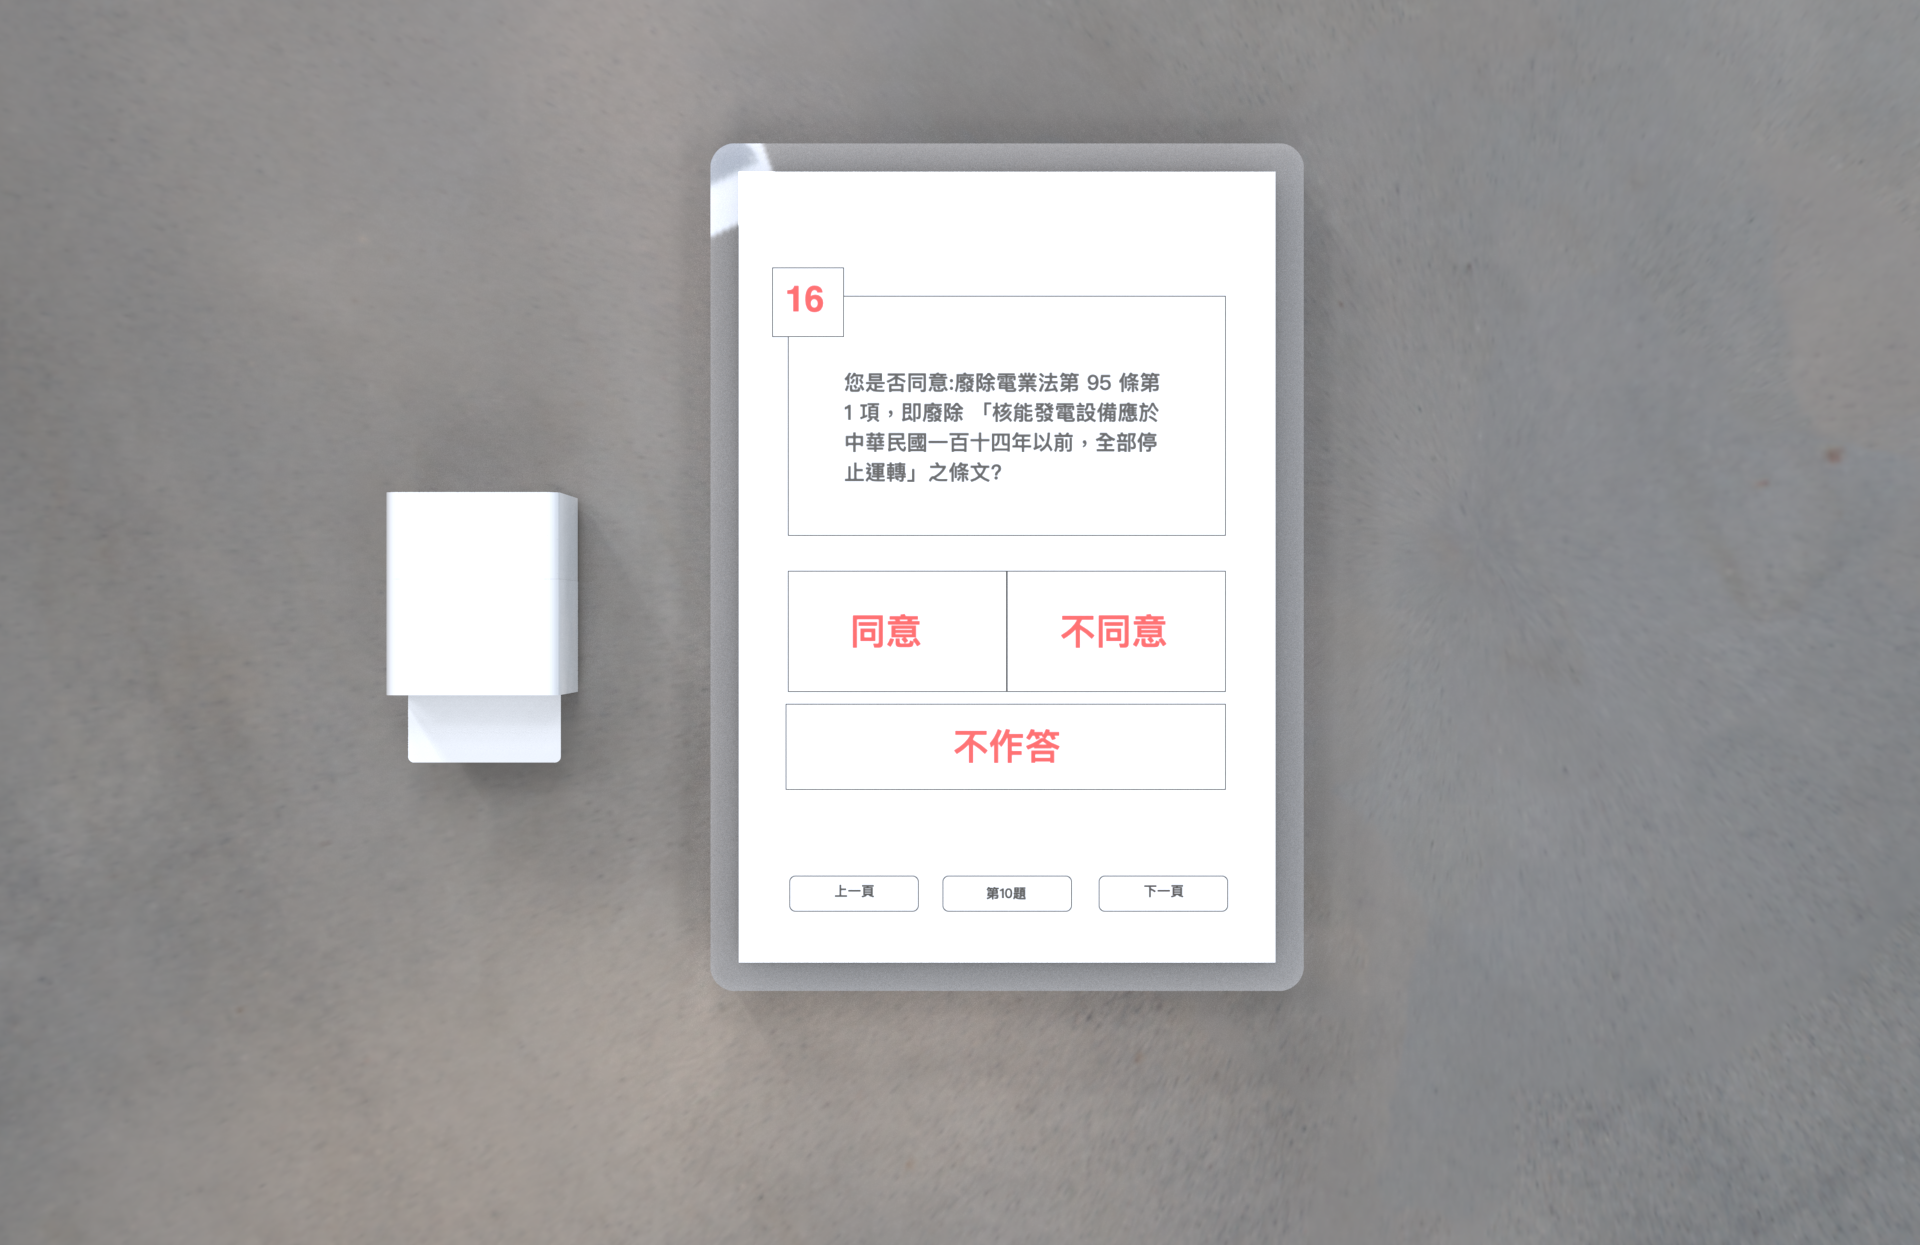 16
您是否同意:廢除電業法第 95 條第
1 項，即廢除 「核能發電設備應於
中華民國一百十四年以前，全部停
止運轉」之條文?
同意
不同意
不作答
上一頁
第10題
下一頁